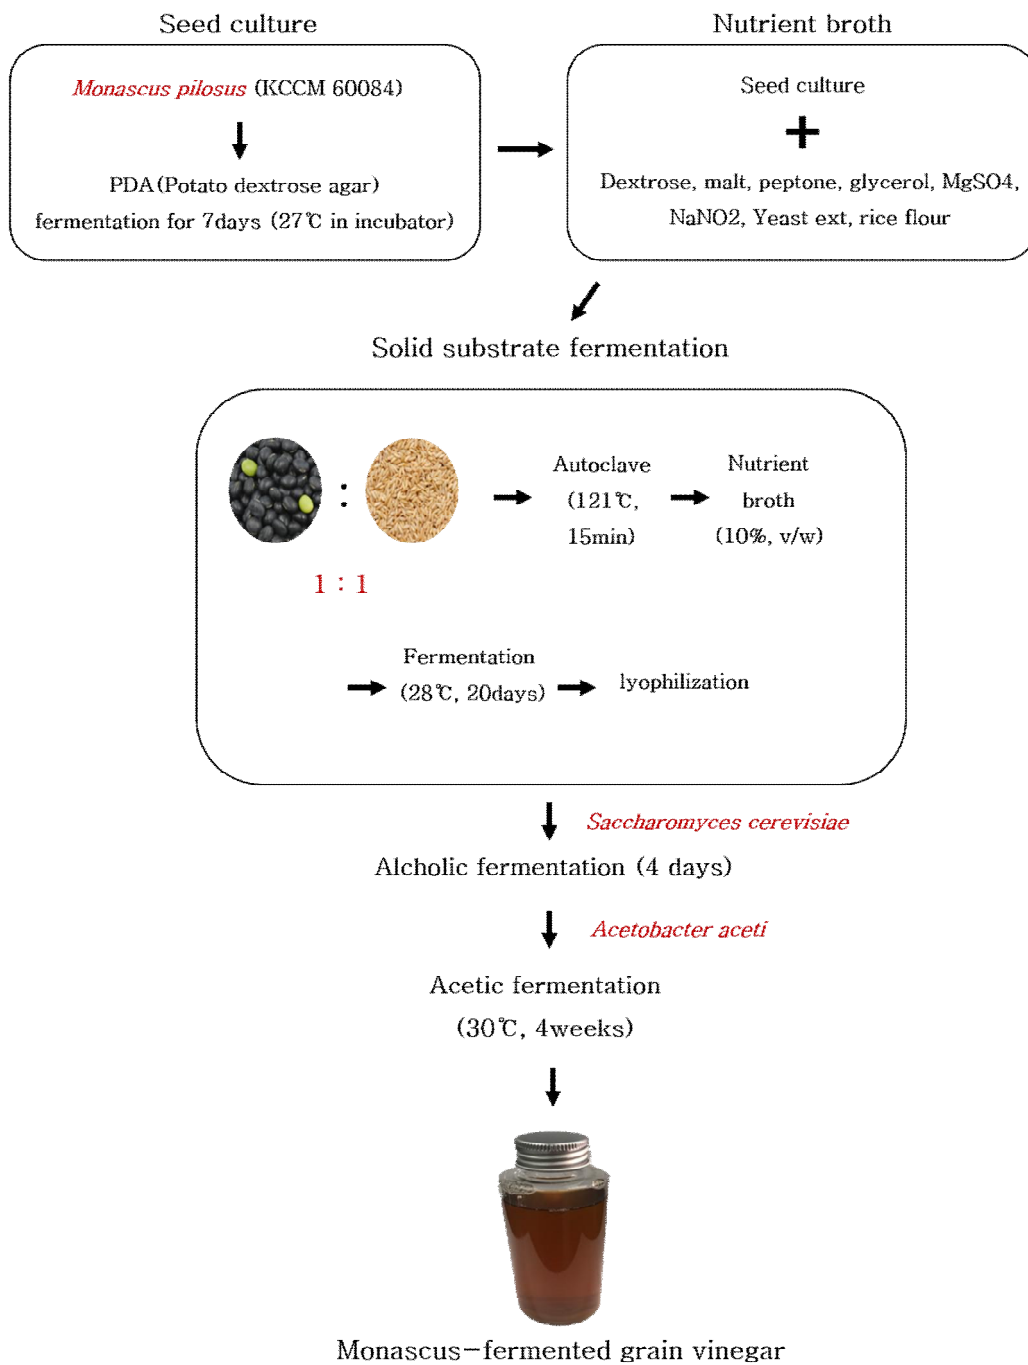 Seed culture
Monascus pilosus (KCCM 60084)
PDA(Potato dextrose agar)
fermentation for 7days (27℃ in incubator)
Nutrient broth
Seed culture
+
Dextrose, malt, peptone, glycerol, MgSO4,
NaNO2, Yeast ext, rice flour
Solid substrate fermentation
:
1 : 1
Autoclave
(121℃,
15min)
Nutrient
broth
(10%, v/w)
Fermentation
(28℃, 20days)
lyophilization
Saccharomyces cerevisiae
Alcholic fermentation (4 days)
Acetobacter aceti
Acetic fermentation
(30℃, 4weeks)
Monascus-fermented grain vinegar